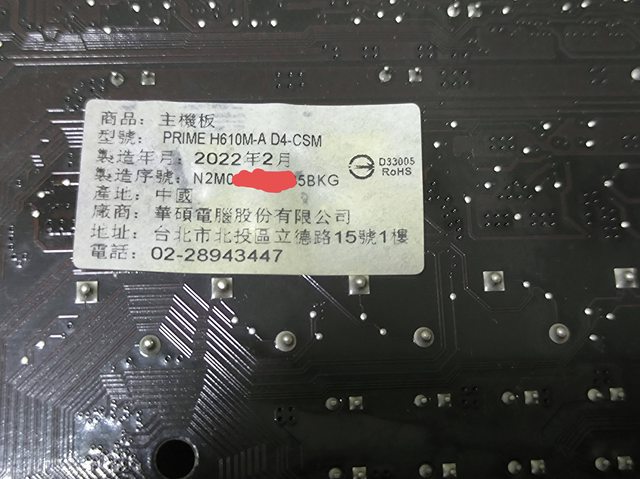 商品: 主機板
型號: PRIME H610M-A D4-CSM
製造年月: 2022年2月
製造序號: N2M0 5BKG
產地: 中國
廠商: 華碩電腦股份有限公司
地址: 台北市北投區立德路15號1樓
電話: 02-28943447
D33005
RoHS